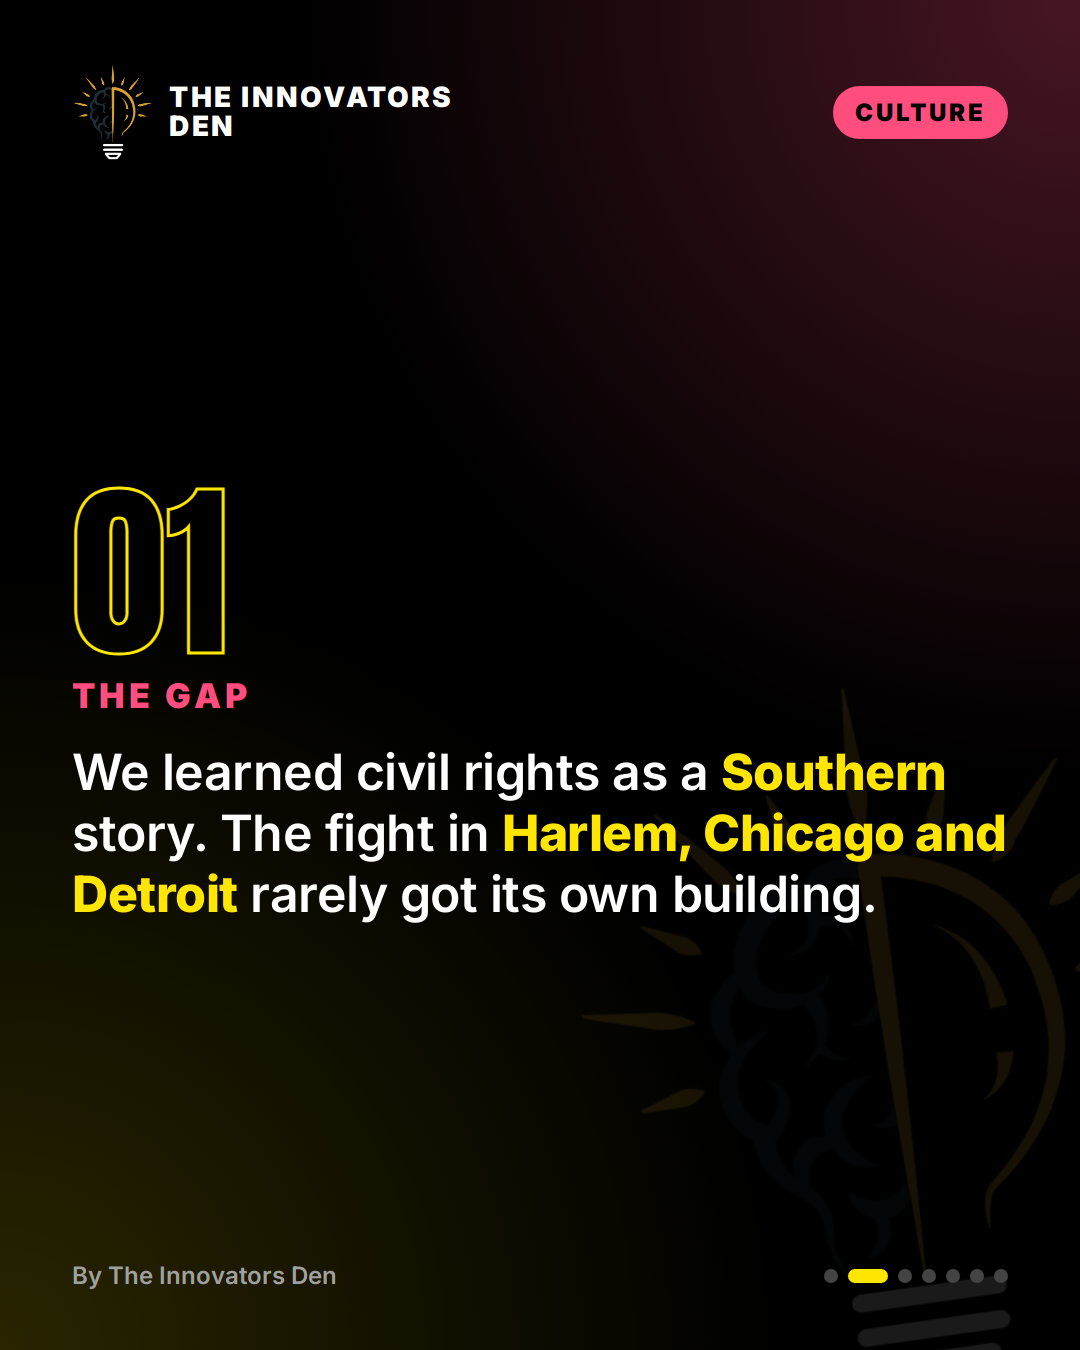 THE INNOVATORS
DEN
CULTURE
01
THE GAP
We learned civil rights as a Southern
story. The fight in Harlem, Chicago and
Detroit rarely got its own building.
By The Innovators Den